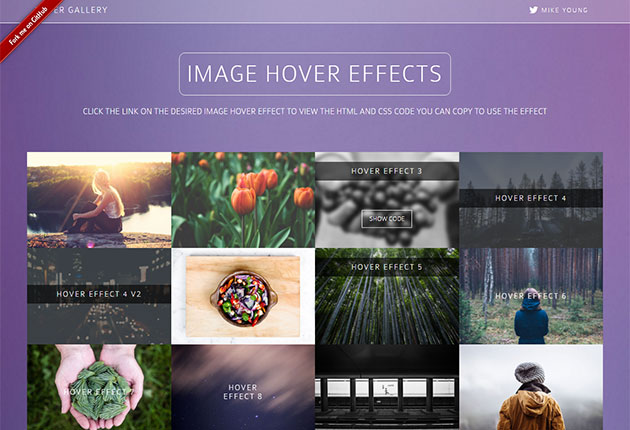 Fork me on GitHub
ER GALLERY
MIKE YOUNG
IMAGE HOVER EFFECTS
CLICK THE LINK ON THE DESIRED IMAGE HOVER EFFECT TO VIEW THE HTML AND CSS CODE YOU CAN COPY TO USE THE EFFECT
HOVER EFFECT 3
SHOW CODE
HOVER EFFECT 4
HOVER EFFECT 4 V2
HOVER EFFECT 5
HOVER EFFECT 6
HOVER EFFECT 7
HOVER
EFFECT 8